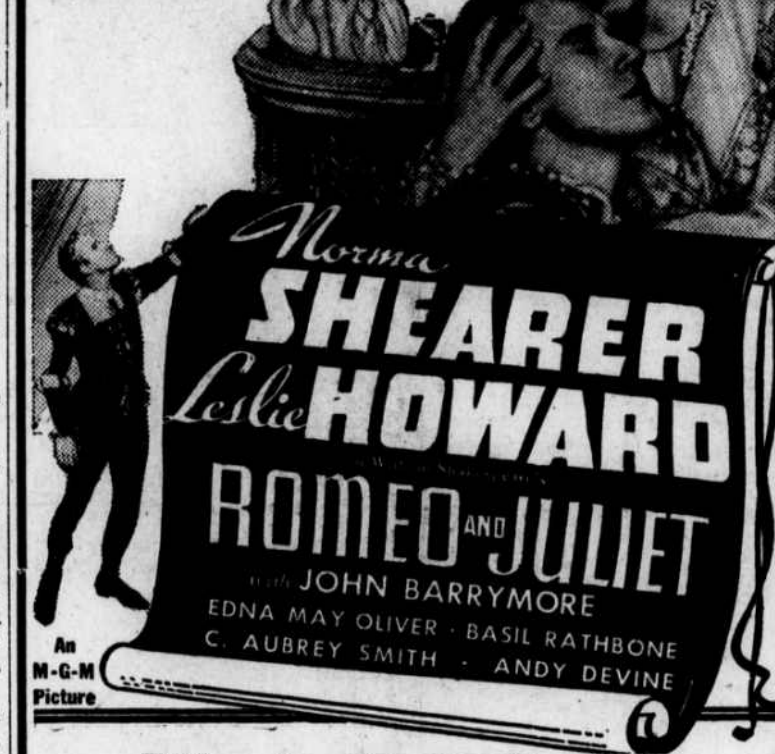 Norma
SHEARER
Leslie HOWARD
ROMEO AND JULIET
with JOHN BARRYMORE
EDNA MAY OLIVER · BASIL RATHBONE
C. AUBREY SMITH · ANDY DEVINE
An
M-G-M
Picture